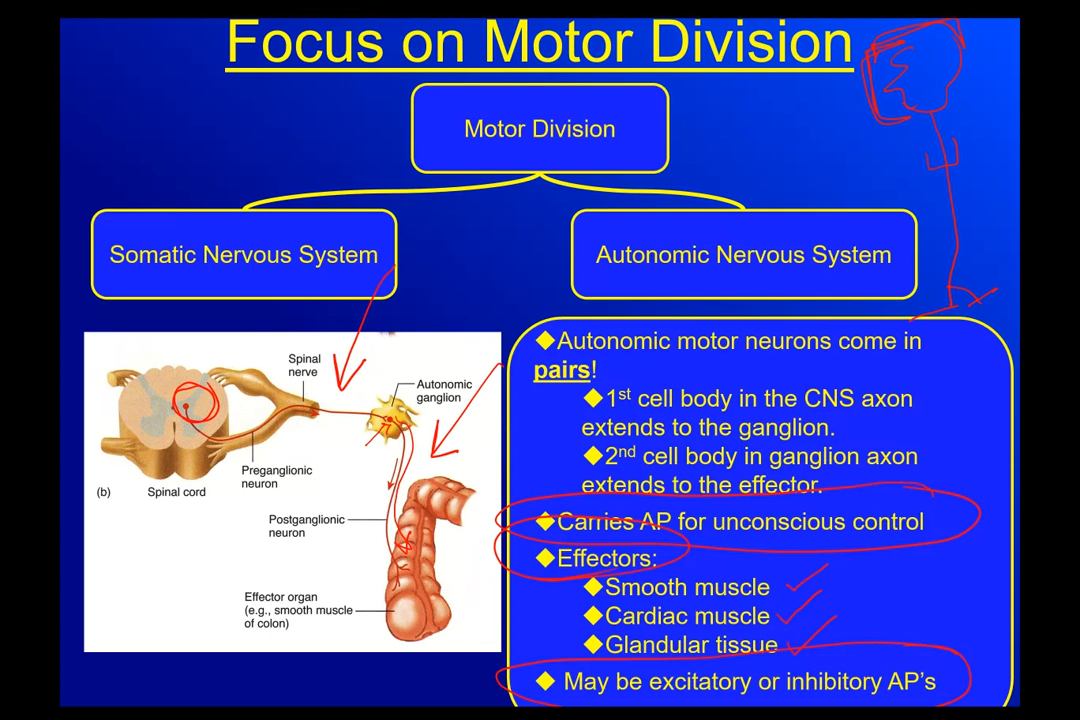 Focus on Motor Division
Motor Division
Somatic Nervous System
Autonomic Nervous System
Spinal
nerve
Autonomic
ganglion
Preganglionic
neuron
(b)
Spinal cord
Postganglionic
neuron
Effector organ
(e.g., smooth muscle
of colon)
◆Autonomic motor neurons come in
pairs!
◆1st cell body in the CNS axon
extends to the ganglion.
◆2nd cell body in ganglion axon
extends to the effector.
◆Carries AP for unconscious control
◆Effectors:
◆Smooth muscle
◆Cardiac muscle
◆Glandular tissue
◆ May be excitatory or inhibitory AP's